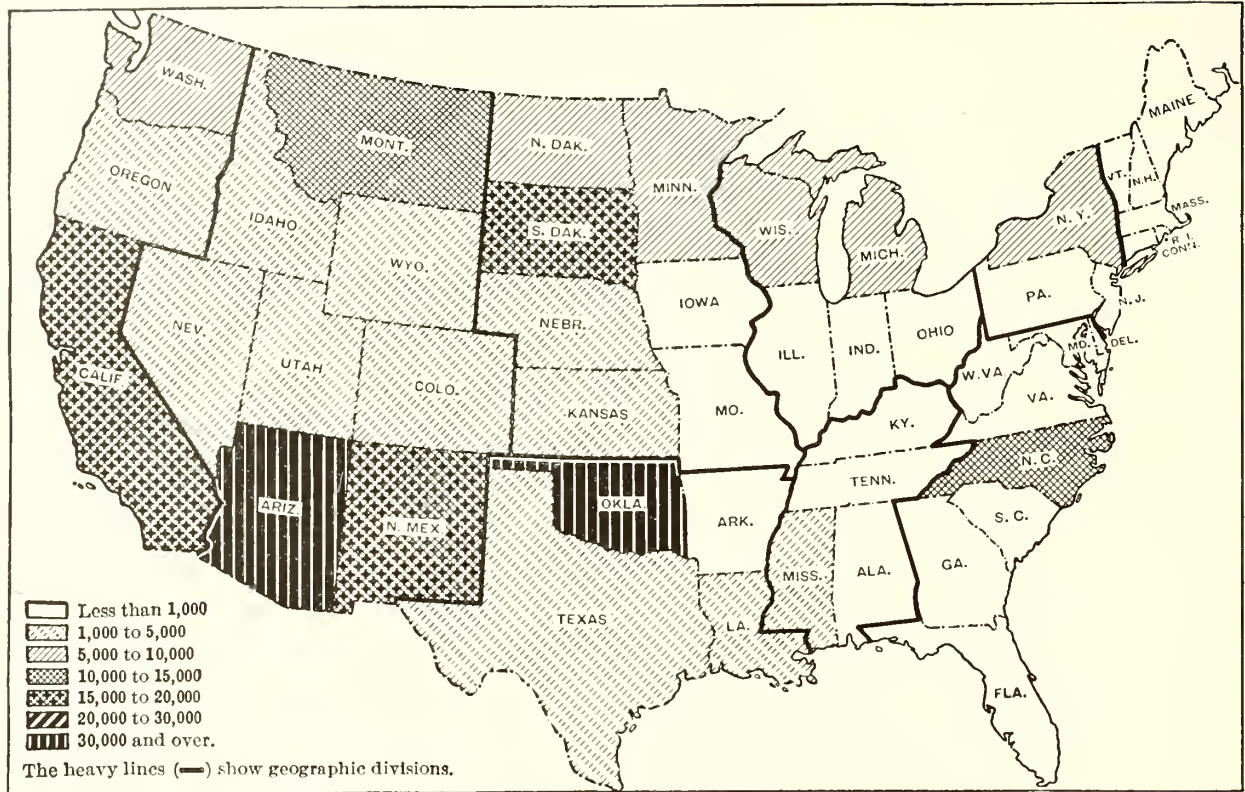 WASH.
MONT.
N. DAK.
MINN.
OREGON
IDAHO
WYO.
S. DAK.
WIS.
MICH.
N. Y.
VT.
N.H.
MAINE
MASS.
R. I.
CONN.
NEV.
UTAH
COLO.
NEBR.
IOWA
ILL.
IND.
OHIO
PA.
N.J.
MD.
DEL.
W.VA.
VA.
CALIF.
KANSAS
MO.
KY.
N. C.
TENN.
ARIZ.
N. MEX
OKLA.
ARK.
S. C.
MISS.
ALA.
GA.
TEXAS
LA.
FLA.
Less than 1,000
1,000 to 5,000
5,000 to 10,000
10,000 to 15,000
15,000 to 20,000
20,000 to 30,000
30,000 and over.
The heavy lines (▬) show geographic divisions.